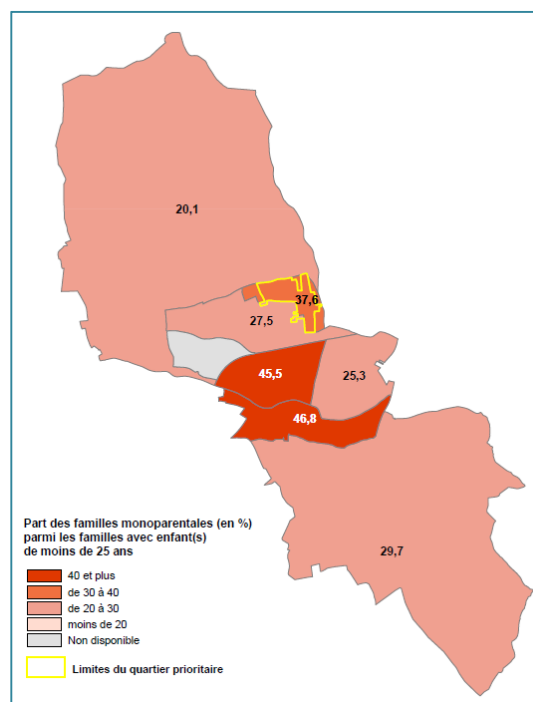 20,1
37,6
27,5
45,5
25,3
46,8
29,7
Part des familles monoparentales (en %)
parmi les familles avec enfant(s)
de moins de 25 ans
40 et plus
de 30 à 40
de 20 à 30
moins de 20
Non disponible
Limites du quartier prioritaire